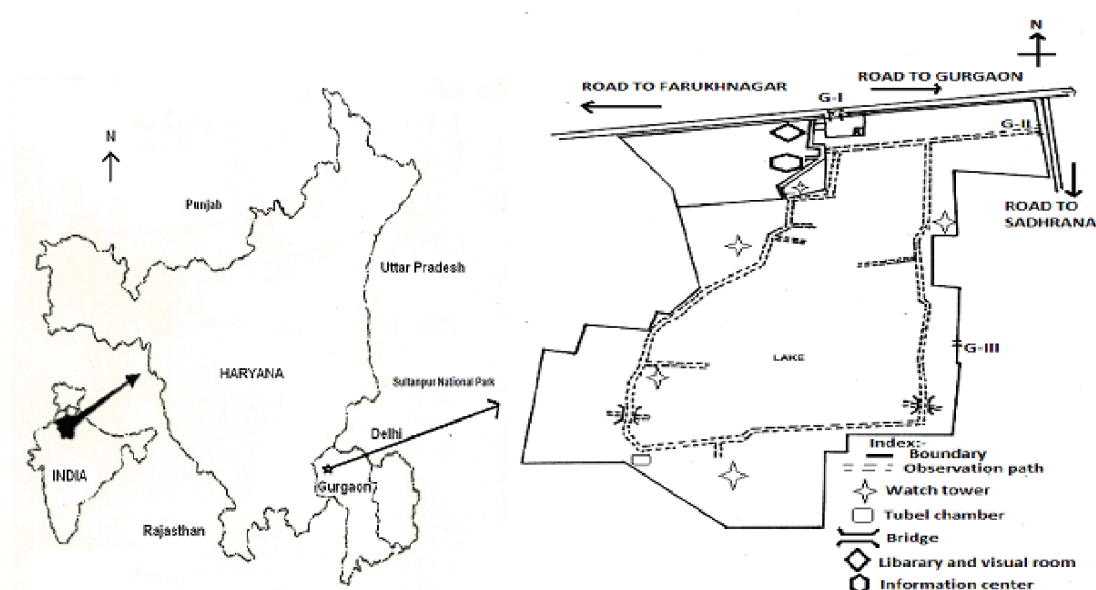 N
Punjab
Uttar Pradesh
HARYANA
Sultanpur National Park
Delhi
Gurgaon
INDIA
Rajasthan
N
ROAD TO GURGAON
ROAD TO FARUKHNAGAR
G-I
G-II
ROAD TO
SADHRANA
G-III
LAKE
Index:-
Boundary
Observation path
Watch tower
Tubel chamber
Bridge
Libarary and visual room
Information center